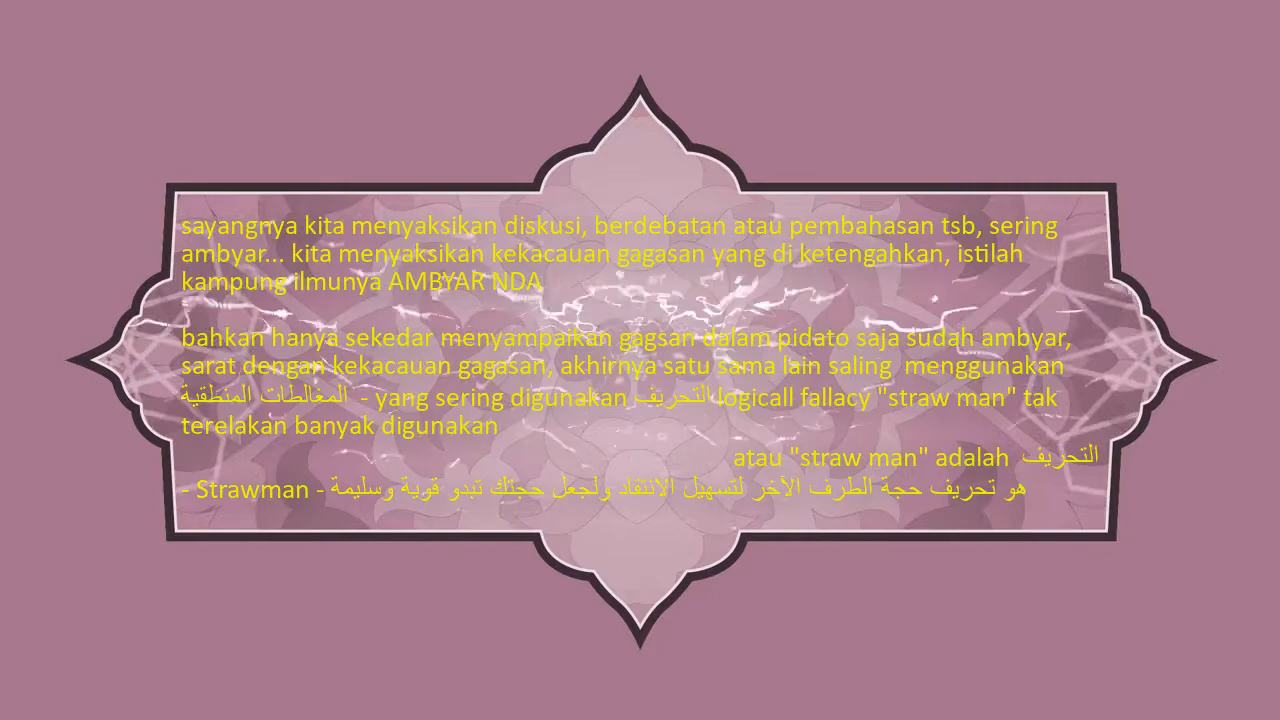 sayangnya kita menyaksikan diskusi, berdebatan atau pembahasan tsb, sering
ambyar... kita menyaksikan kekacauan gagasan yang di ketengahkan, istilah
kampung ilmunya AMBYAR NDA
bahkan hanya sekedar menyampaikan gagsan dalam pidato saja sudah ambyar,
sarat dengan kekacauan gagasan, akhirnya satu sama lain saling menggunakan
المغالطات المنطقية - yang sering digunakan التحريف logicall fallacy "straw man" tak
terelakan banyak digunakan
التحريف atau "straw man" adalah
هو تحريف حجة الطرف الآخر لتسهيل الانتقاد ولجعل حجتك تبدو قوية وسليمة - Strawman -